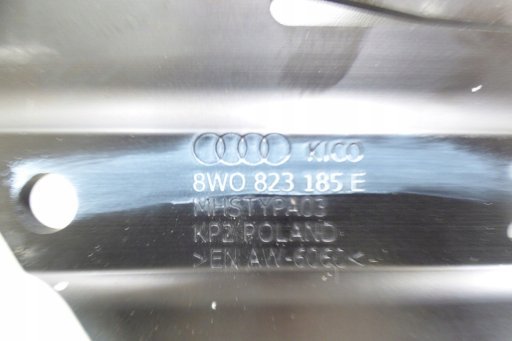 KICO
8W0 823 185 E
MHSTYPA03
KPZ POLAND
>EN AW-6060<